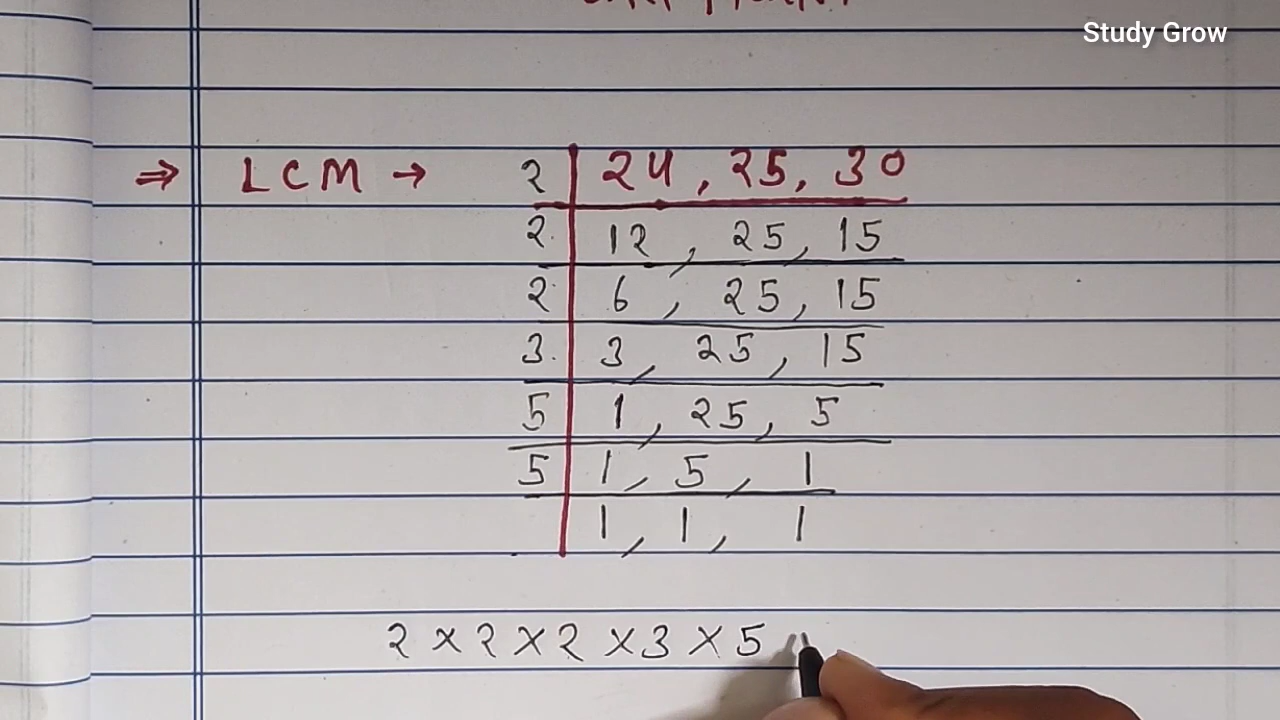 Study Grow
⇒ LCM → 2 | 24, 25, 30
2. | 12, 25, 15
2 | 6, 25, 15
3. | 3, 25, 15
5 | 1, 25, 5
5 | 1, 5, 1
1, 1, 1
2 × 2 × 2 × 3 × 5